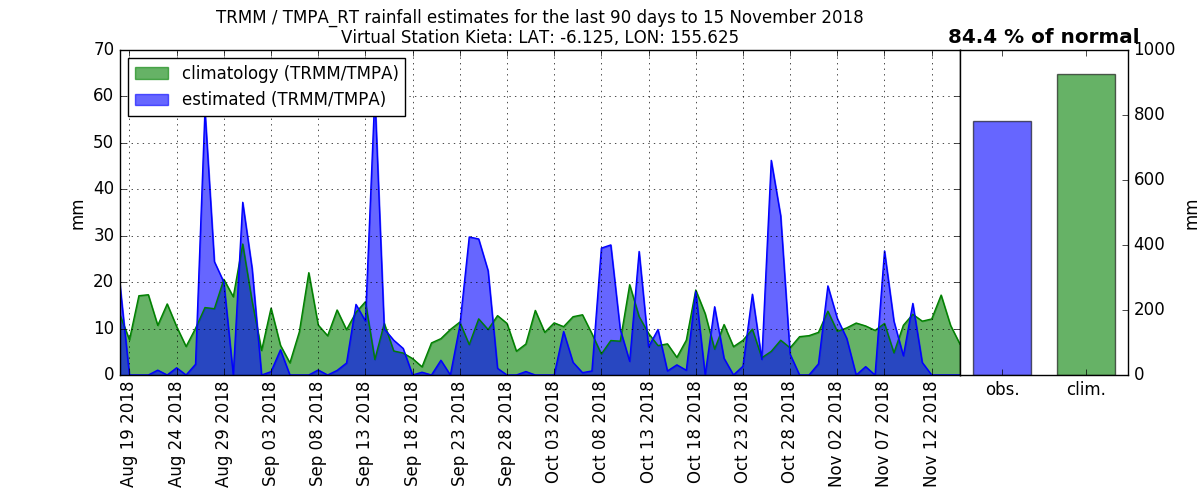 TRMM / TMPA_RT rainfall estimates for the last 90 days to 15 November 2018
Virtual Station Kieta: LAT: -6.125, LON: 155.625
84.4 % of normal
climatology (TRMM/TMPA)
estimated (TRMM/TMPA)
70
60
50
40
30
20
10
0
mm
Aug 19 2018
Aug 24 2018
Aug 29 2018
Sep 03 2018
Sep 08 2018
Sep 13 2018
Sep 18 2018
Sep 23 2018
Sep 28 2018
Oct 03 2018
Oct 08 2018
Oct 13 2018
Oct 18 2018
Oct 23 2018
Oct 28 2018
Nov 02 2018
Nov 07 2018
Nov 12 2018
obs.
clim.
1000
800
600
400
200
0
mm